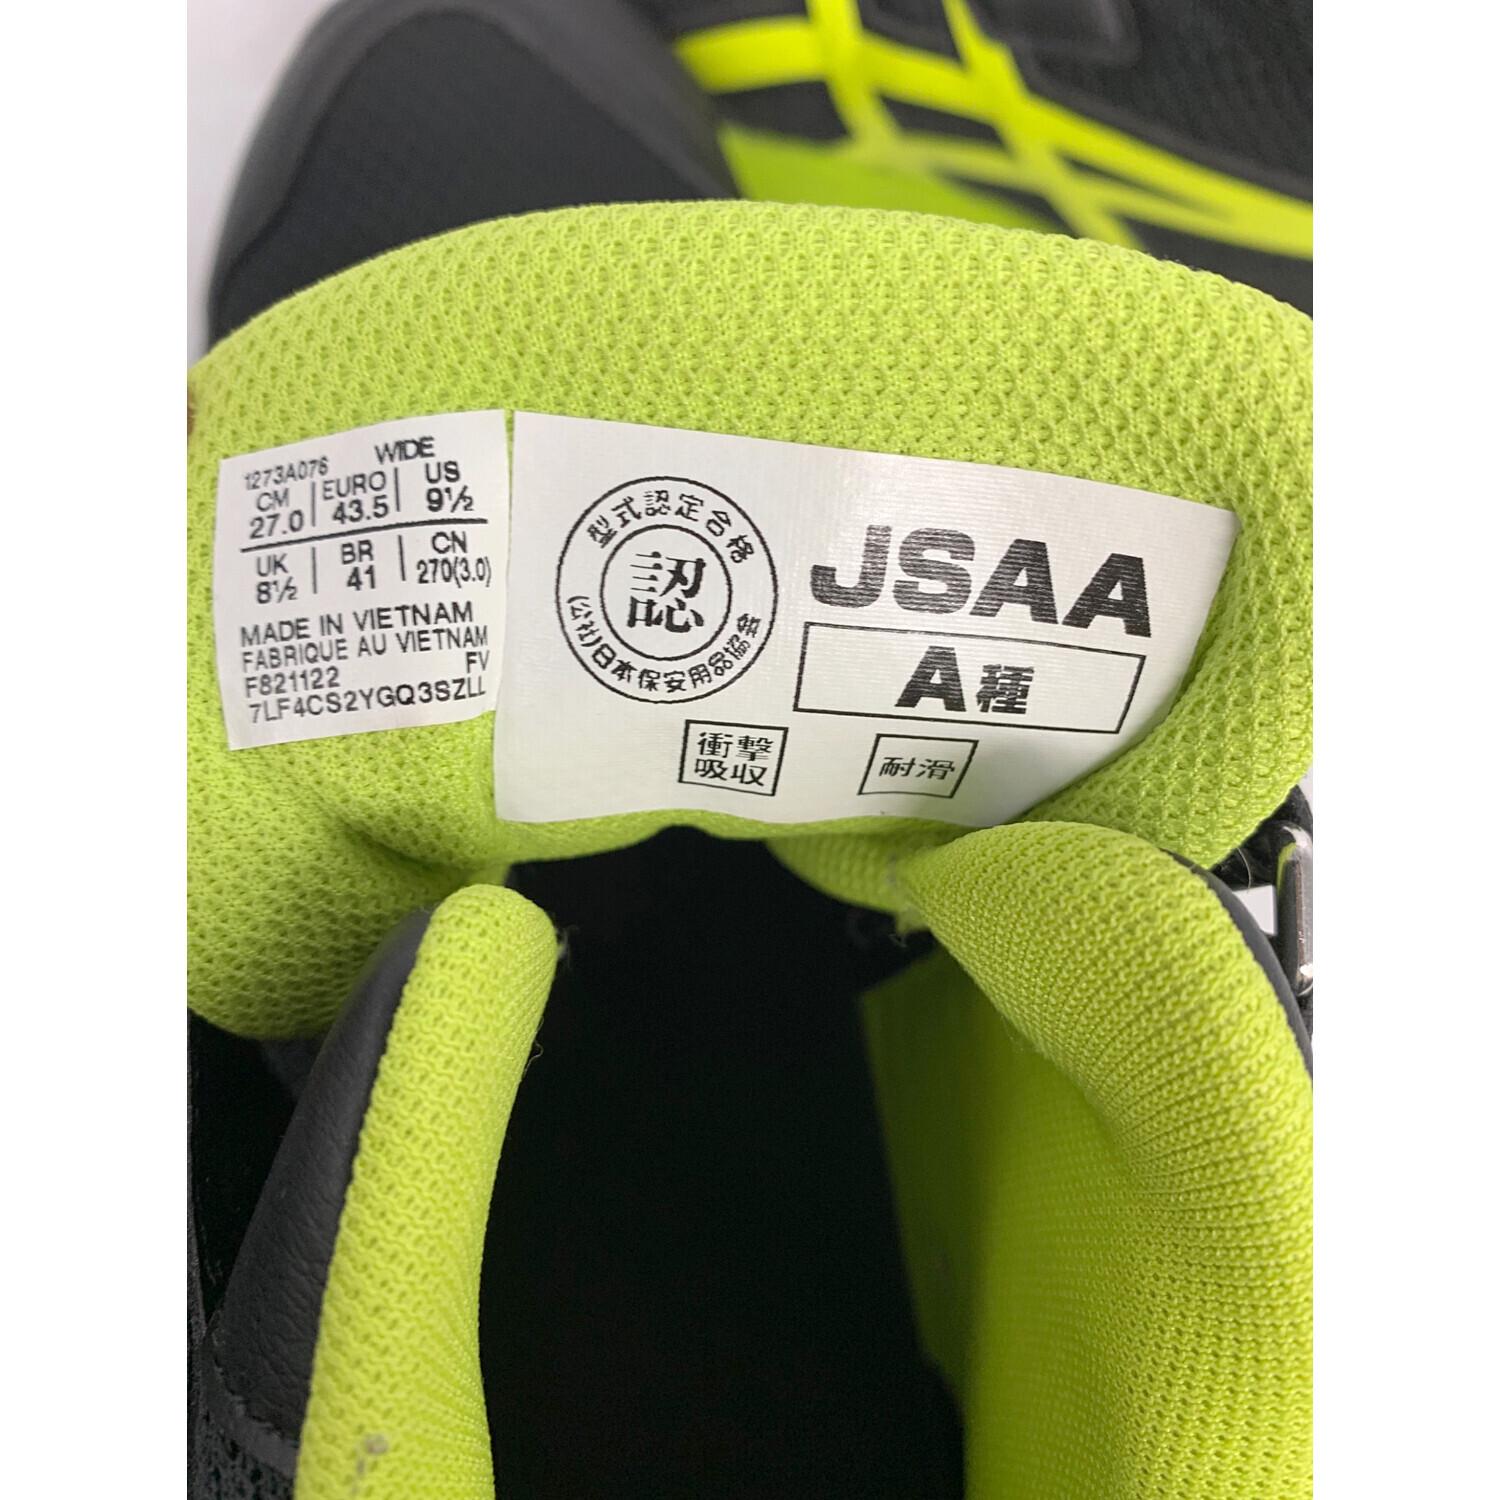 1273A076 WIDE
CM EURO US
27.0 43.5 9½
UK BR CN
8½ 41 270(3.0)
MADE IN VIETNAM
FABRIQUE AU VIETNAM
F821122 FV
7LF4CS2YGQ3SZLL
型式認定合格
認
(公社)日本保安用品協会
JSAA
A種
衝撃
吸収
耐滑